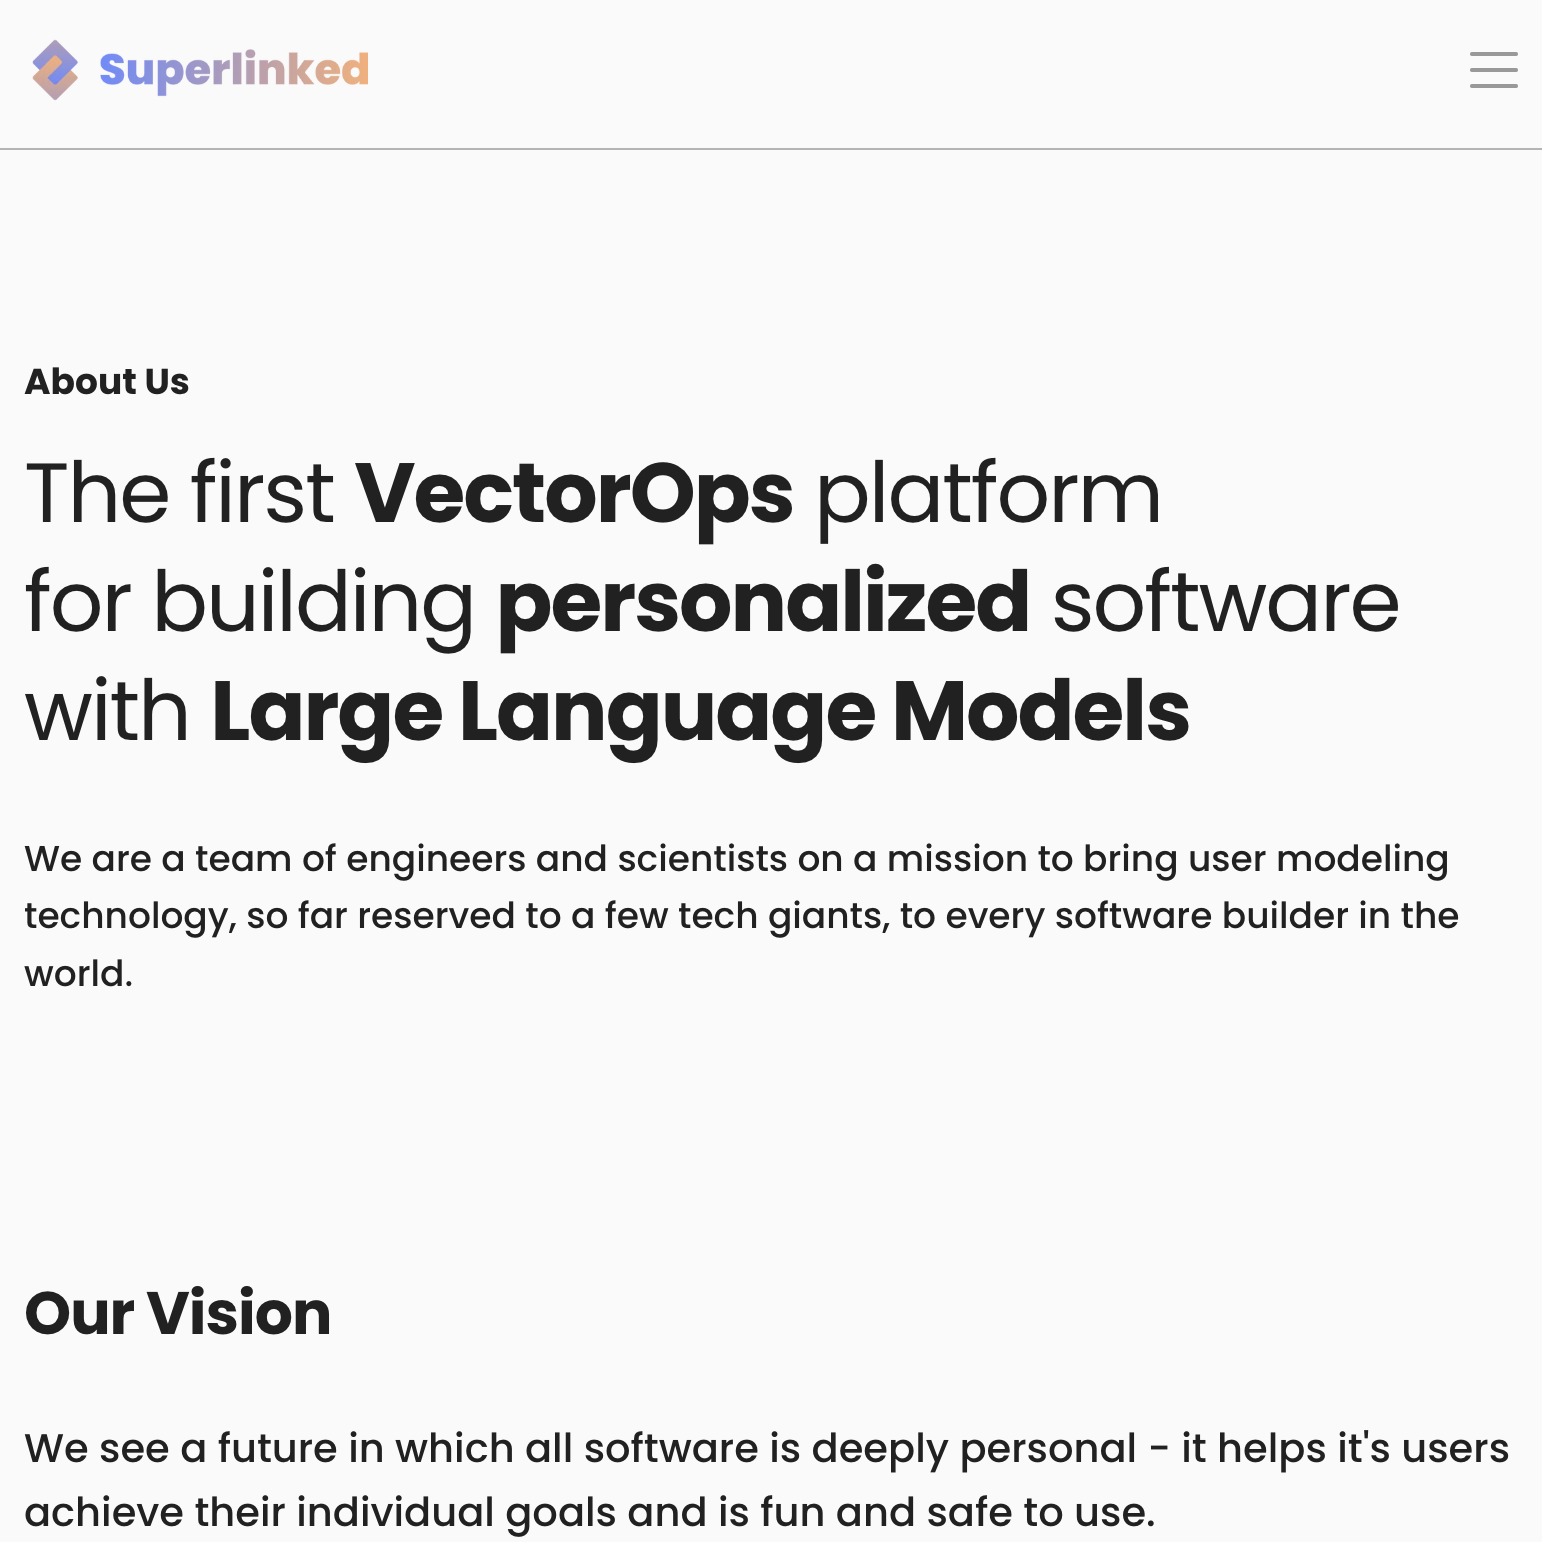 Superlinked
About Us
The first VectorOps platform
for building personalized software
with Large Language Models
We are a team of engineers and scientists on a mission to bring user modeling
technology, so far reserved to a few tech giants, to every software builder in the
world.
Our Vision
We see a future in which all software is deeply personal - it helps it's users
achieve their individual goals and is fun and safe to use.